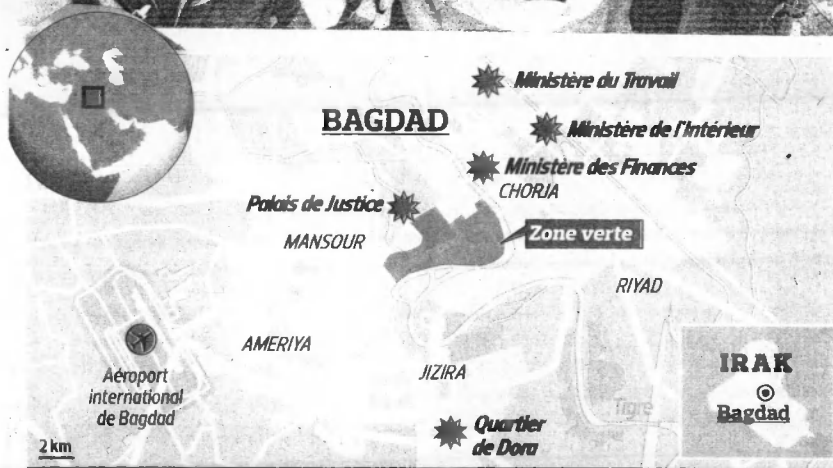 BAGDAD
Ministère du Travail
Ministère de l'Intérieur
Ministère des Finances
CHORJA
Palais de Justice
MANSOUR
Zone verte
RIYAD
AMERIYA
JIZIRA
Aéroport
international
de Bagdad
IRAK
Bagdad
Tigre
Quartier
de Dora
2 km